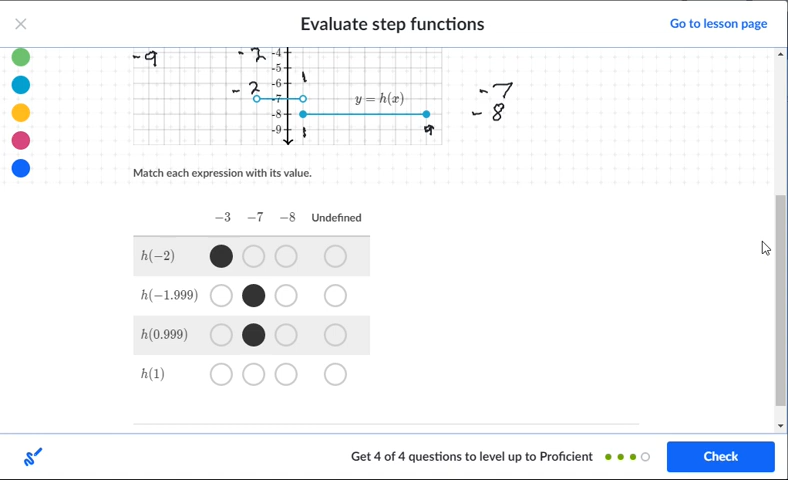 Evaluate step functions
Go to lesson page
-9
-2
-4
-5
-6
-7
-8
-9
-2
1
y = h(x)
1
9
-7
-8
Match each expression with its value.
−3 −7 −8 Undefined
h(−2)
h(−1.999)
h(0.999)
h(1)
Get 4 of 4 questions to level up to Proficient
Check